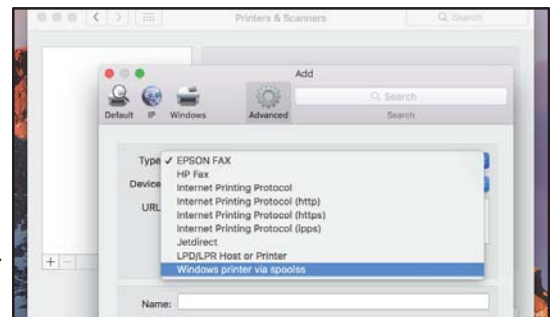 Printers & Scanners
Q Search
Add
Default
IP
Windows
Advanced
Q Search
Search
Type ✓ EPSON FAX
HP Fax
Device
Internet Printing Protocol
Internet Printing Protocol (http)
URL
Internet Printing Protocol (https)
Internet Printing Protocol (ipps)
Jetdirect
LPD/LPR Host or Printer
Windows printer via spoolss
+ −
Name: